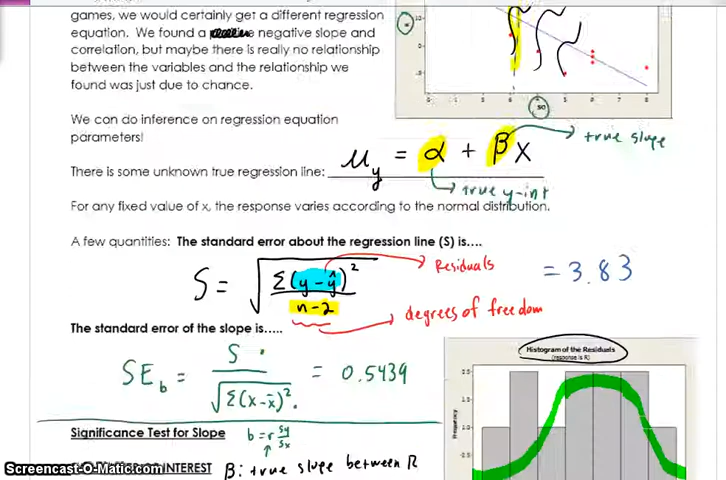 games, we would certainly get a different regression
equation. We found a negative slope and
correlation, but maybe there is really no relationship
between the variables and the relationship we
found was just due to chance.
We can do inference on regression equation
parameters!
There is some unknown true regression line: μy = α + βx
true slope
true y-int
For any fixed value of x, the response varies according to the normal distribution.
A few quantities: The standard error about the regression line (S) is....
S = √(Σ(y-ŷ)² / n-2) = 3.83
Residuals
degrees of freedom
The standard error of the slope is.....
SEb = S / √(Σ(x-x̄)²) = 0.5439
Histogram of the Residuals
(response is R)
Frequency
Significance Test for Slope b = r sy/sx
INTEREST β: true slope between R
Screencast-O-Matic.com